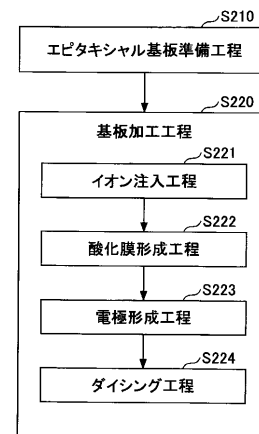 S210
エピタキシャル基板準備工程
S220
基板加工工程
S221
イオン注入工程
S222
酸化膜形成工程
S223
電極形成工程
S224
ダイシング工程